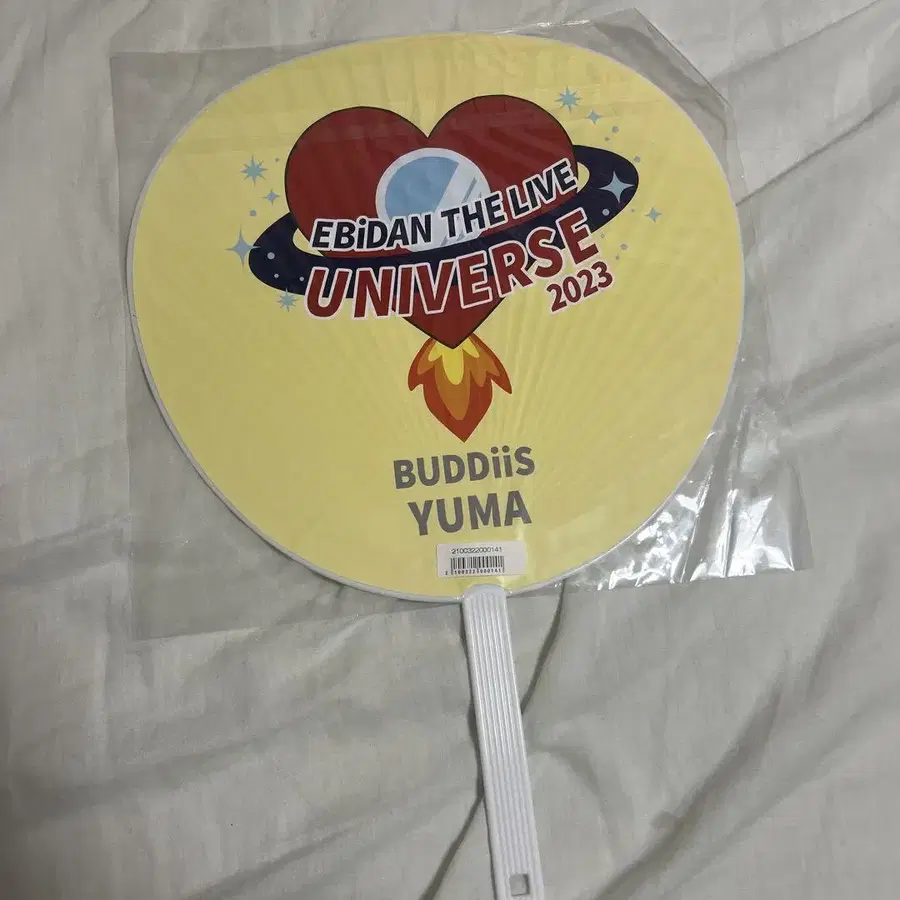 EBiDAN THE LIVE
UNIVERSE
2023
BUDDiiS
YUMA
2100322000141